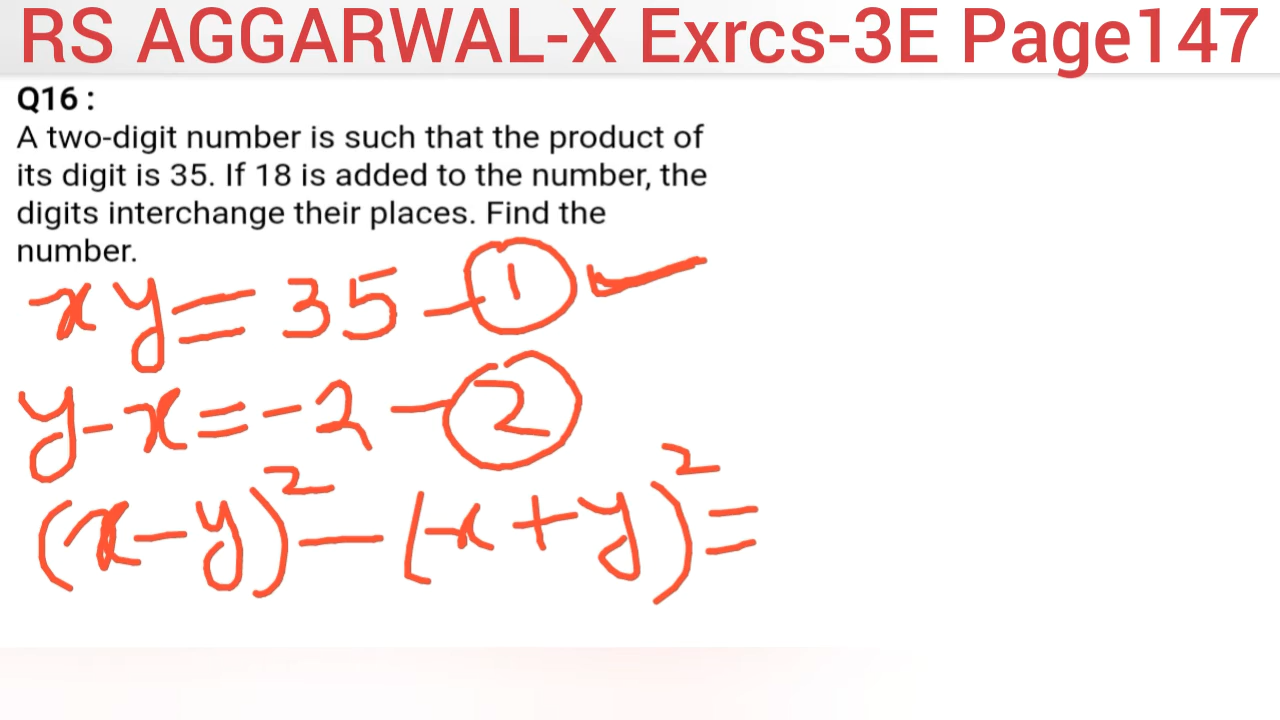 RS AGGARWAL-X Exrcs-3E Page147
Q16 :
A two-digit number is such that the product of
its digit is 35. If 18 is added to the number, the
digits interchange their places. Find the
number.
xy = 35 — ①
y - x = -2 — ②
(x - y)² — (x + y)² =